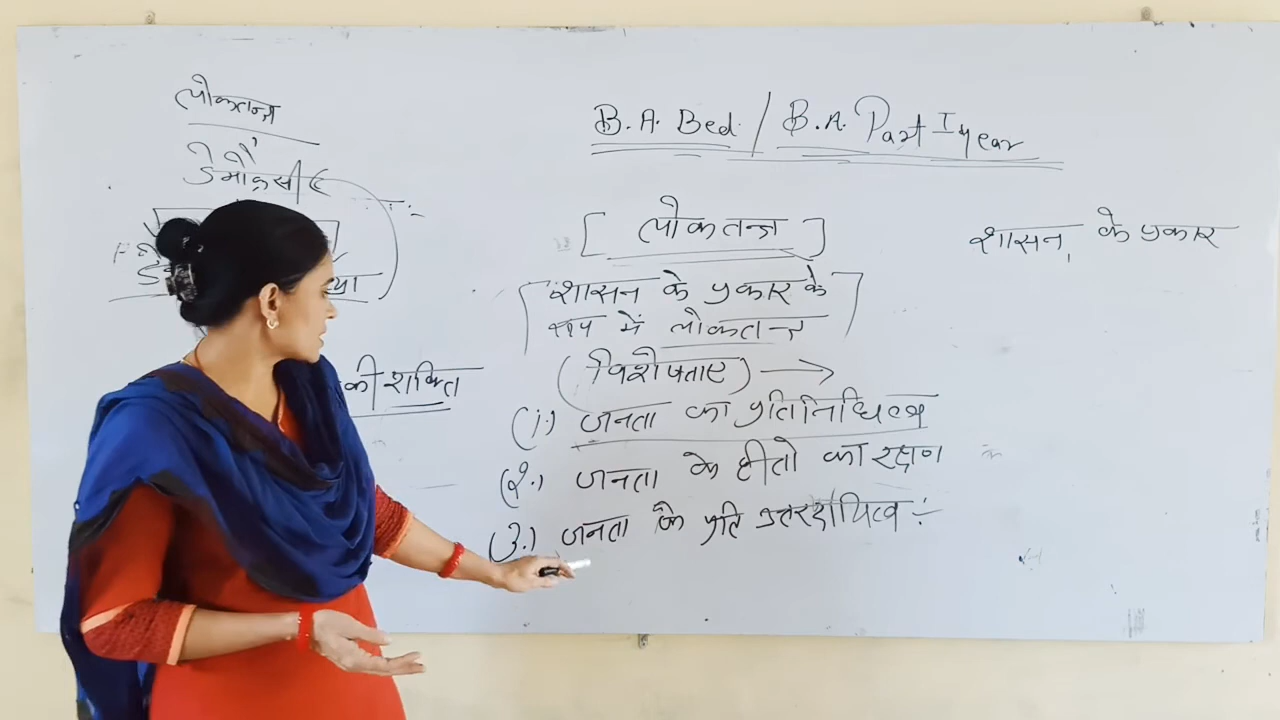 लोकतन्त्र
डेमोक्रेसी
की शक्ति
B.A. Bed. / B.A. Part I year
[ लोकतन्त्र ]
शासन के प्रकार
शासन के प्रकार के
रूप में लोकतन्त्र
(विशेषताए) →
(1.) जनता का प्रतिनिधित्व
(2.) जनता के हीतो का रक्षण
(3.) जनता के प्रति उत्तरदायित्व :-